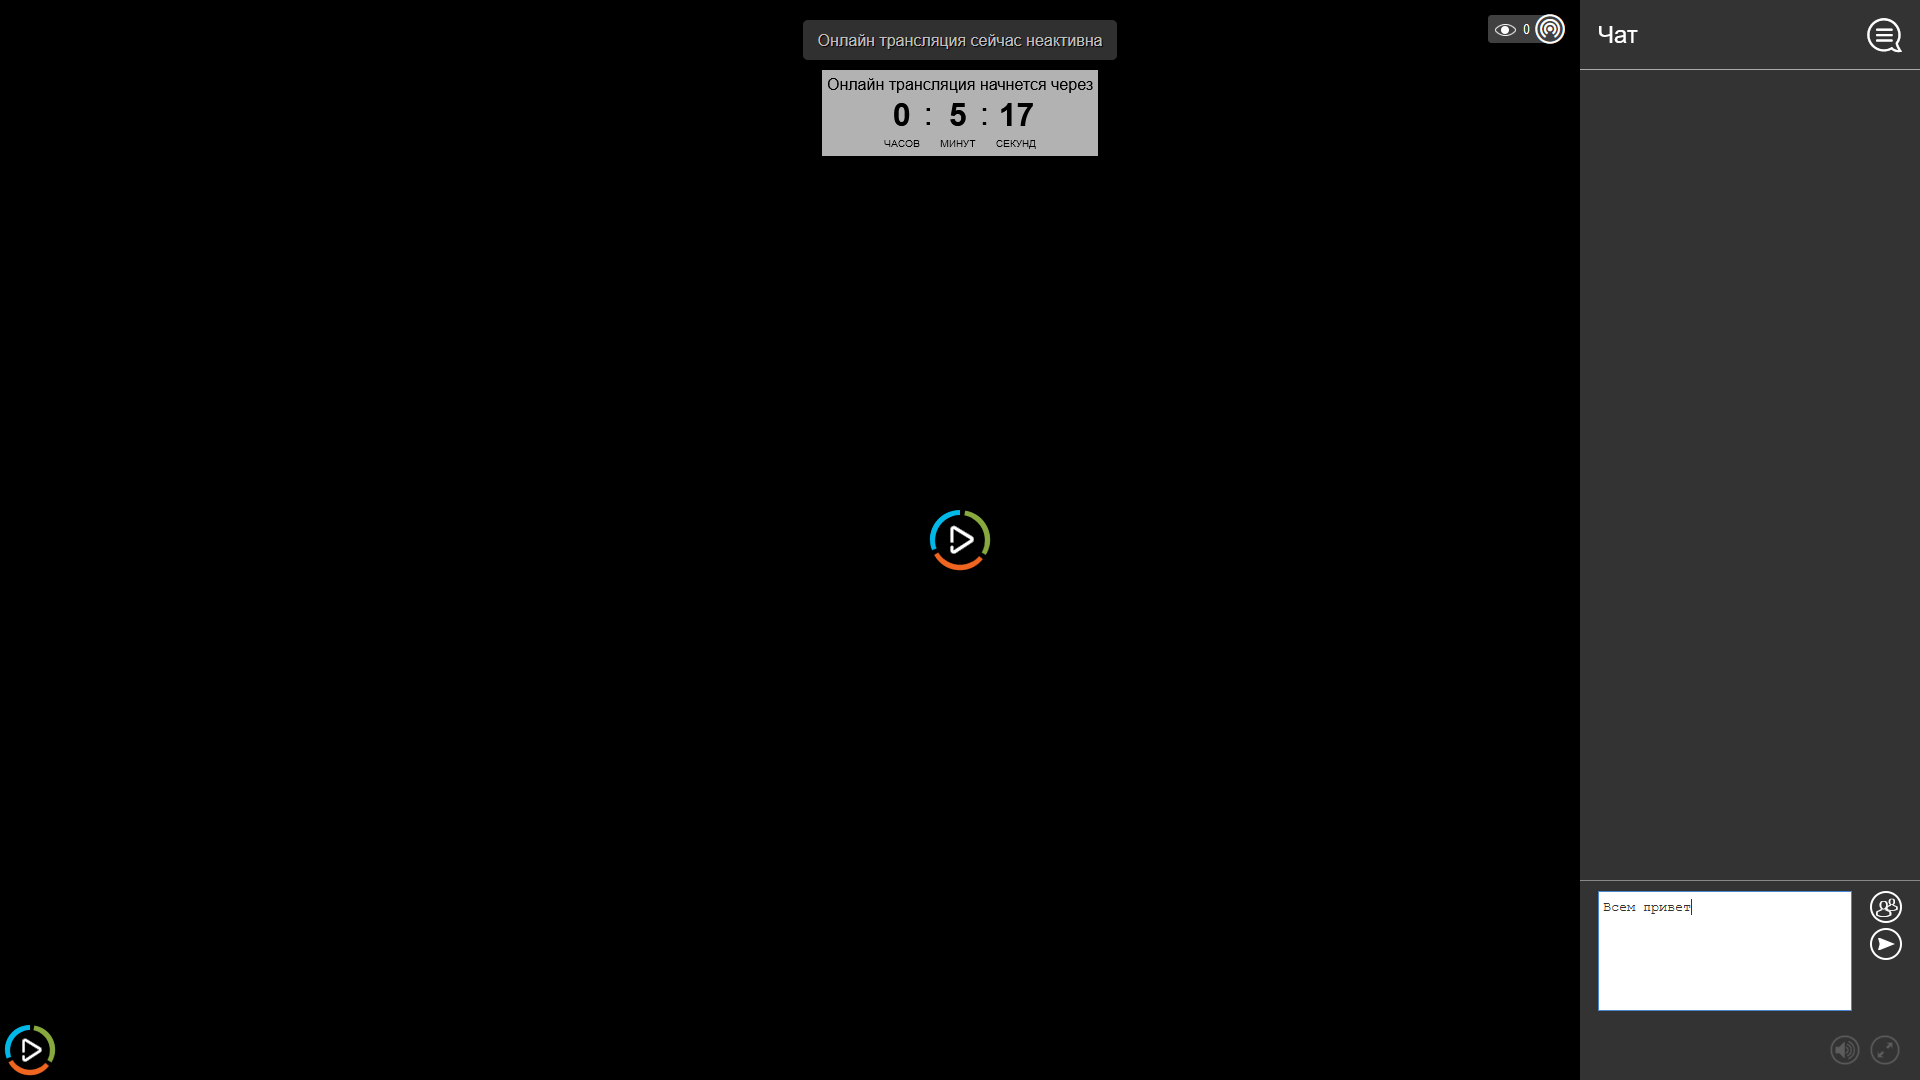 Онлайн трансляция сейчас неактивна
0
Чат
Онлайн трансляция начнется через
0 : 5 : 17
ЧАСОВ МИНУТ СЕКУНД
Всем привет